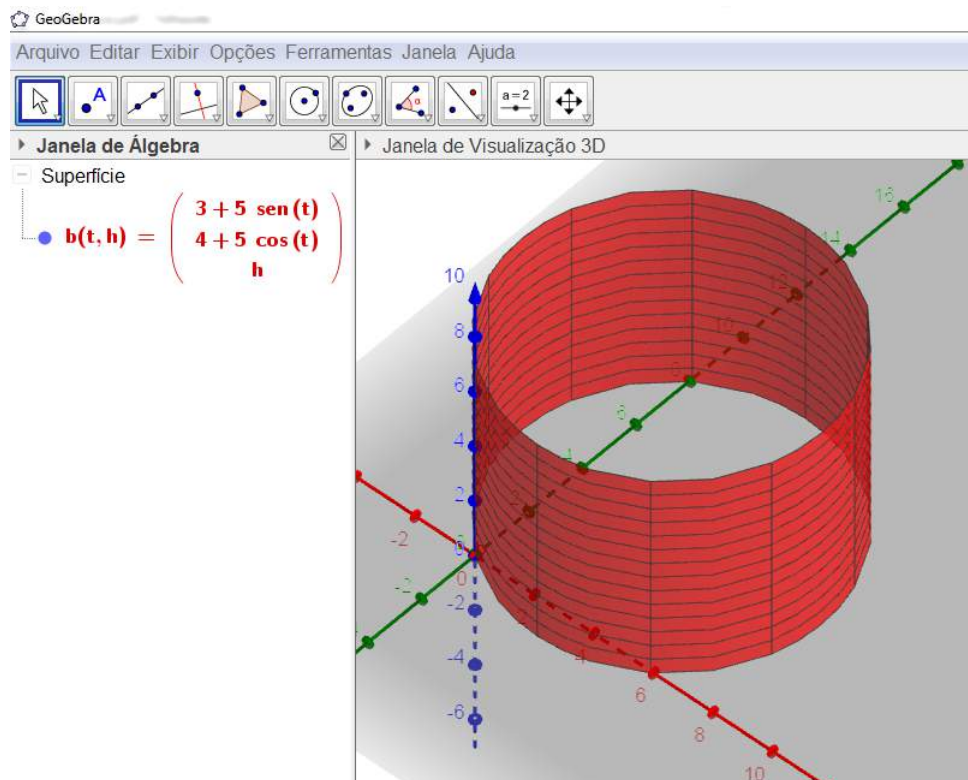 GeoGebra
Arquivo Editar Exibir Opções Ferramentas Janela Ajuda
A
α
a=2
Janela de Álgebra
Janela de Visualização 3D
Superfície
b(t, h) = ( 3 + 5 sen (t)
4 + 5 cos (t)
h )
16
14
12
10
8
6
4
2
0
-2
10
8
6
4
2
0
-2
-4
-6
-2
0
4
6
8
10